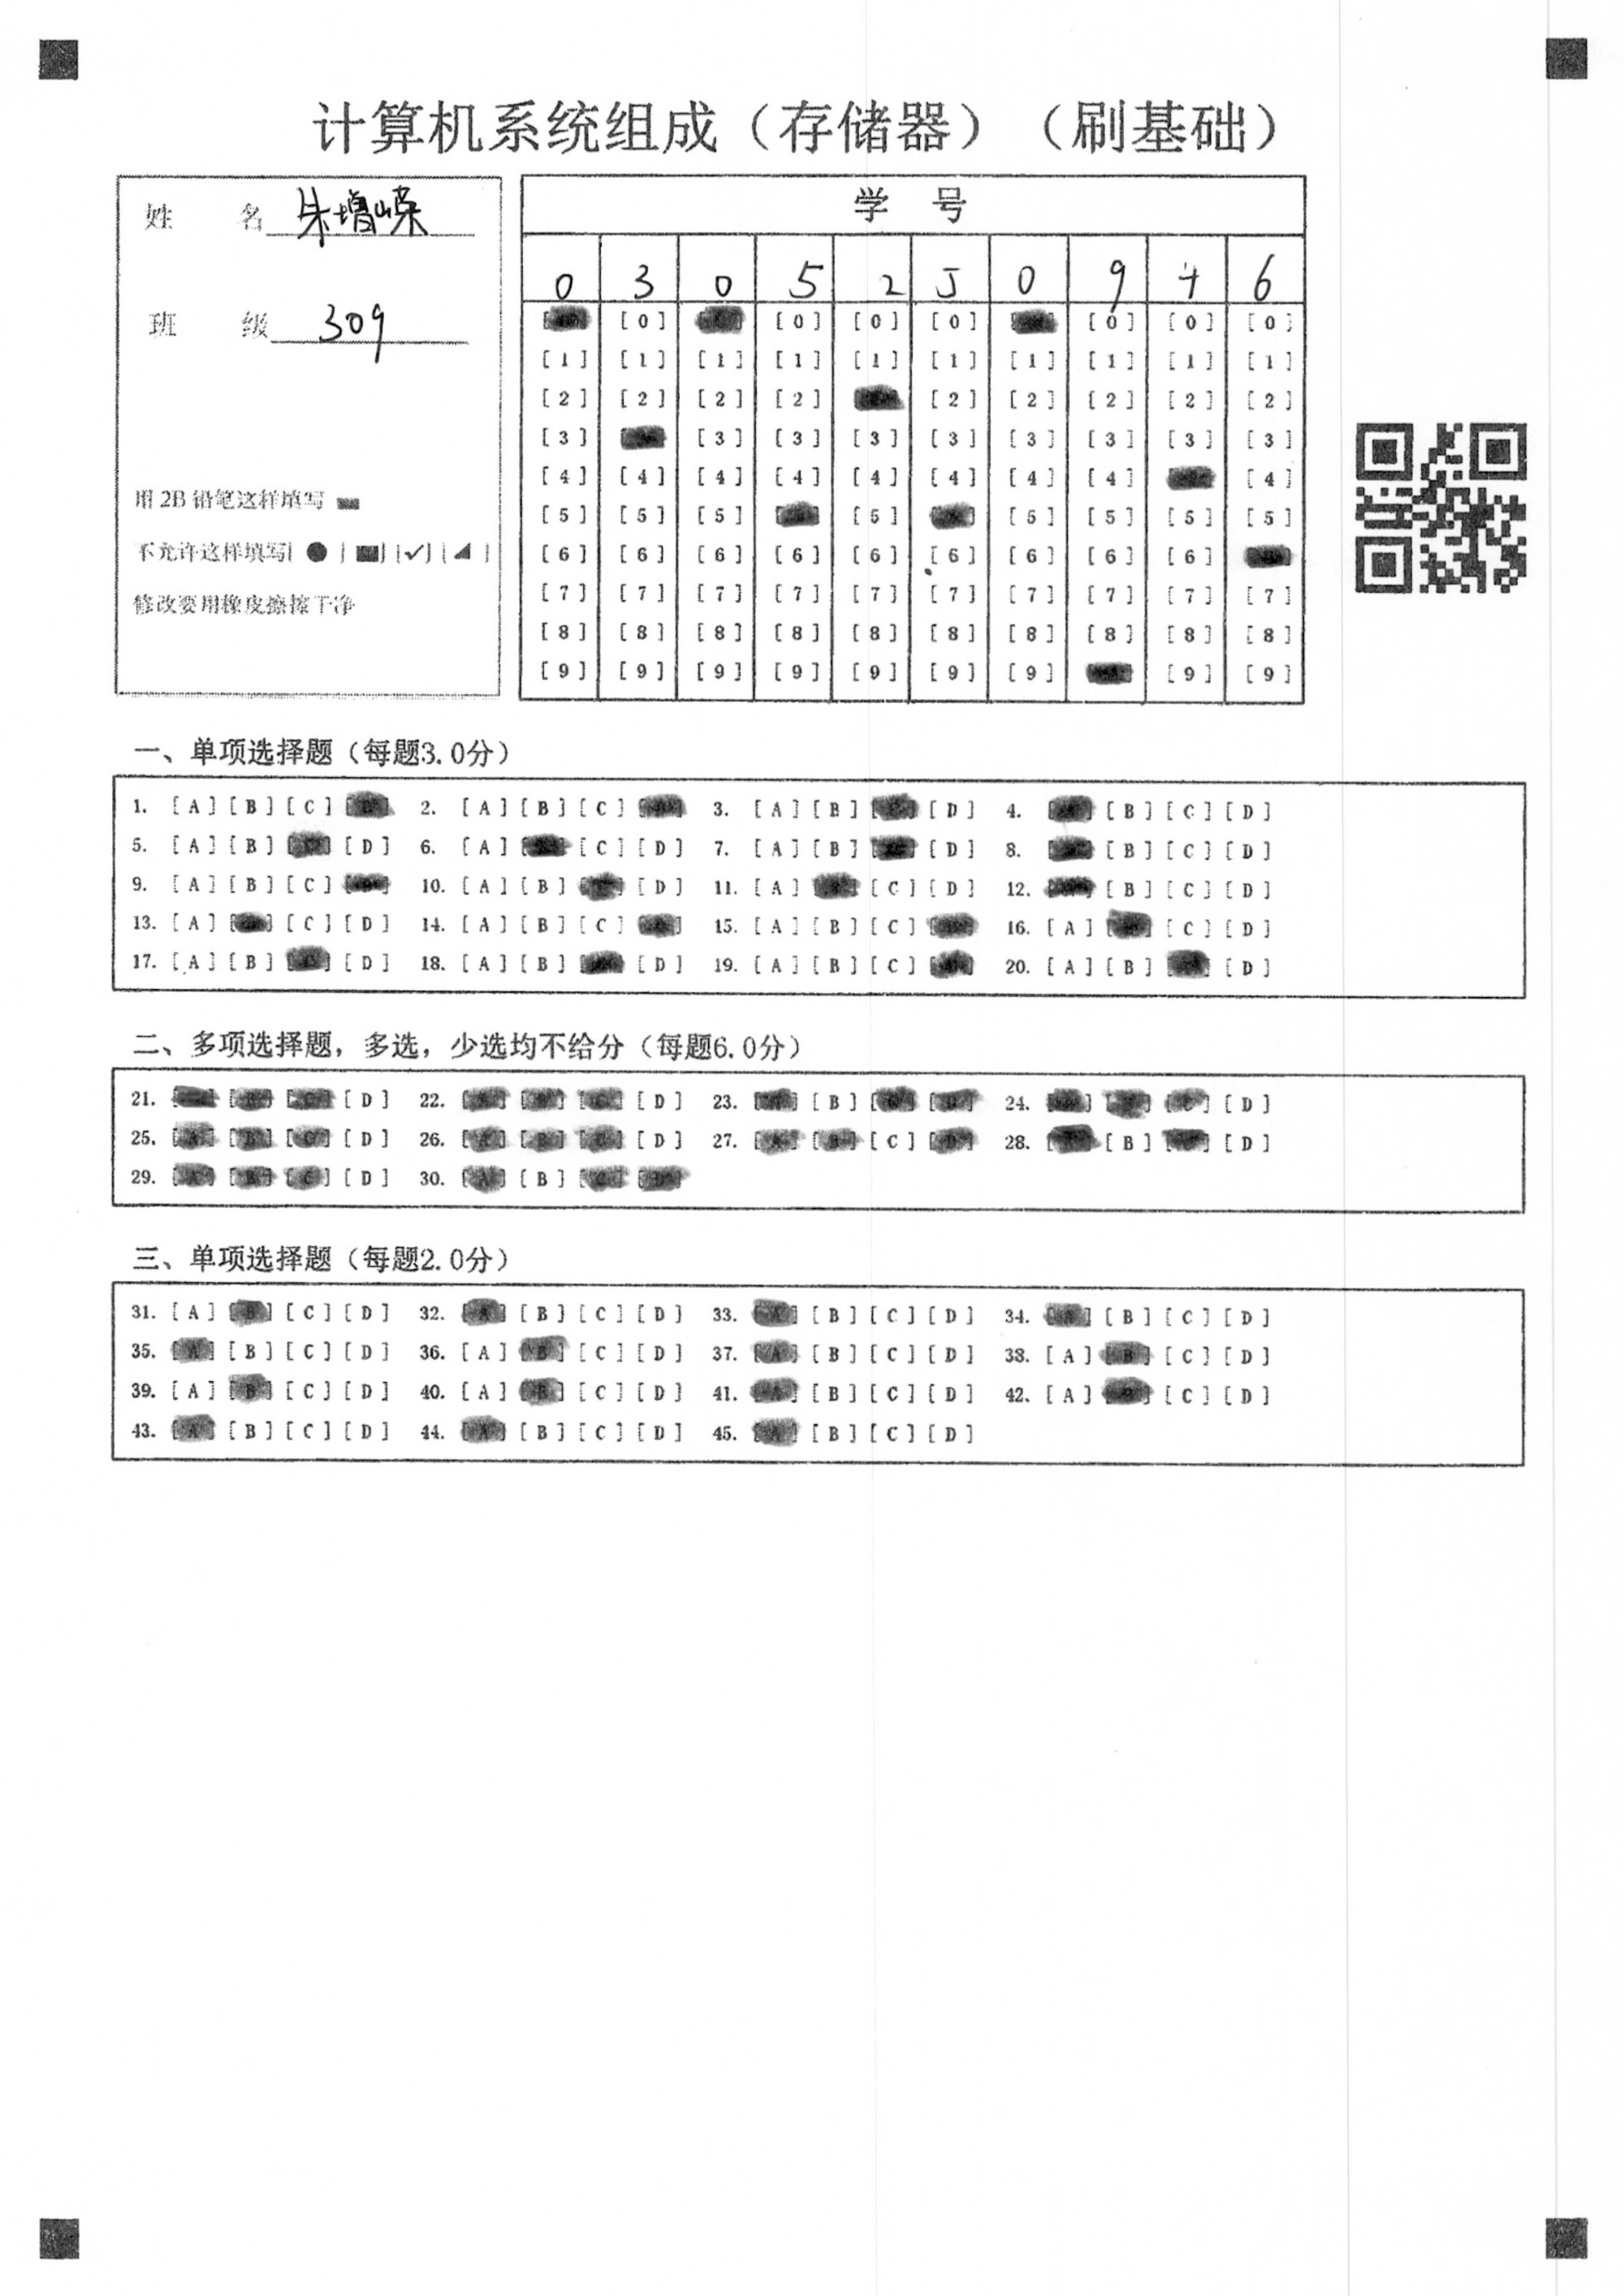 计算机系统组成（存储器）（刷基础）
姓 名 朱增嵘
班 级 309
用 2B 铅笔这样填写
不允许这样填写
修改要用橡皮擦擦干净
学 号
0 3 0 5 2 5 0 9 4 6
[0] [0] [0] [0] [0] [0] [0]
[1] [1] [1] [1] [1] [1] [1] [1] [1] [1]
[2] [2] [2] [2] [2] [2] [2] [2] [2]
[3] [3] [3] [3] [3] [3] [3] [3] [3]
[4] [4] [4] [4] [4] [4] [4] [4] [4]
[5] [5] [5] [5] [5] [5] [5] [5]
[6] [6] [6] [6] [6] [6] [6] [6] [6]
[7] [7] [7] [7] [7] [7] [7] [7] [7] [7]
[8] [8] [8] [8] [8] [8] [8] [8] [8] [8]
[9] [9] [9] [9] [9] [9] [9] [9] [9]
一、单项选择题（每题3.0分）
1. [A] [B] [C] 2. [A] [B] [C] 3. [A] [B] [D] 4. [B] [C] [D]
5. [A] [B] [D] 6. [A] [C] [D] 7. [A] [B] [D] 8. [B] [C] [D]
9. [A] [B] [C] 10. [A] [B] [D] 11. [A] [C] [D] 12. [B] [C] [D]
13. [A] [C] [D] 14. [A] [B] [C] 15. [A] [B] [C] 16. [A] [C] [D]
17. [A] [B] [D] 18. [A] [B] [D] 19. [A] [B] [C] 20. [A] [B] [D]
二、多项选择题，多选，少选均不给分（每题6.0分）
21. [D] 22. [D] 23. [B] 24. [D]
25. [D] 26. [D] 27. [C] 28. [B] [D]
29. [D] 30. [B]
三、单项选择题（每题2.0分）
31. [A] [C] [D] 32. [B] [C] [D] 33. [B] [C] [D] 34. [B] [C] [D]
35. [B] [C] [D] 36. [A] [C] [D] 37. [B] [C] [D] 38. [A] [C] [D]
39. [A] [C] [D] 40. [A] [C] [D] 41. [B] [C] [D] 42. [A] [C] [D]
43. [B] [C] [D] 44. [B] [C] [D] 45. [B] [C] [D]